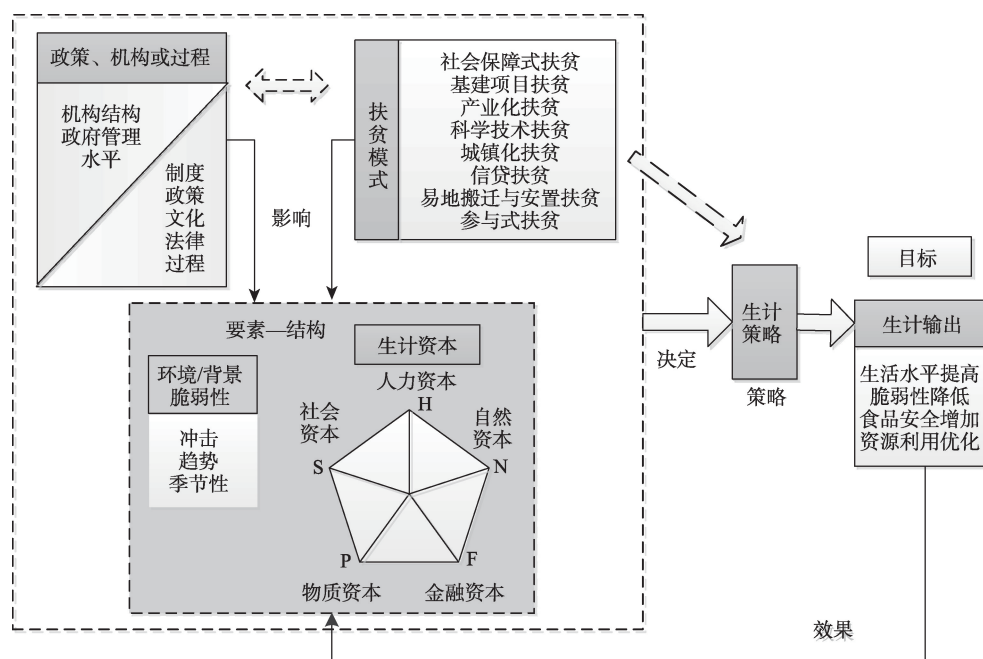 政策、机构或过程
机构结构
政府管理
水平
制度
政策
文化
法律
过程
扶贫模式
社会保障式扶贫
基建项目扶贫
产业化扶贫
科学技术扶贫
城镇化扶贫
信贷扶贫
易地搬迁与安置扶贫
参与式扶贫
影响
要素—结构
环境/背景
脆弱性
冲击
趋势
季节性
生计资本
人力资本
H
社会
资本
S
自然
资本
N
P
F
物质资本
金融资本
决定
生计
策略
策略
目标
生计输出
生活水平提高
脆弱性降低
食品安全增加
资源利用优化
效果